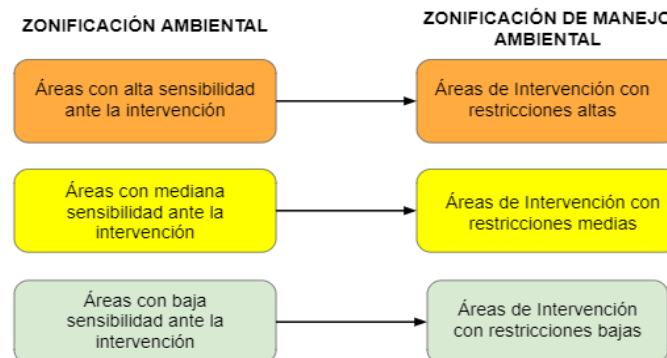 ZONIFICACIÓN AMBIENTAL
ZONIFICACIÓN DE MANEJO
AMBIENTAL
Áreas con alta sensibilidad
ante la intervención
Áreas de Intervención con
restricciones altas
Áreas con mediana
sensibilidad ante la
intervención
Áreas de Intervención con
restricciones medias
Áreas con baja
sensibilidad ante la
intervención
Áreas de Intervención
con restricciones bajas